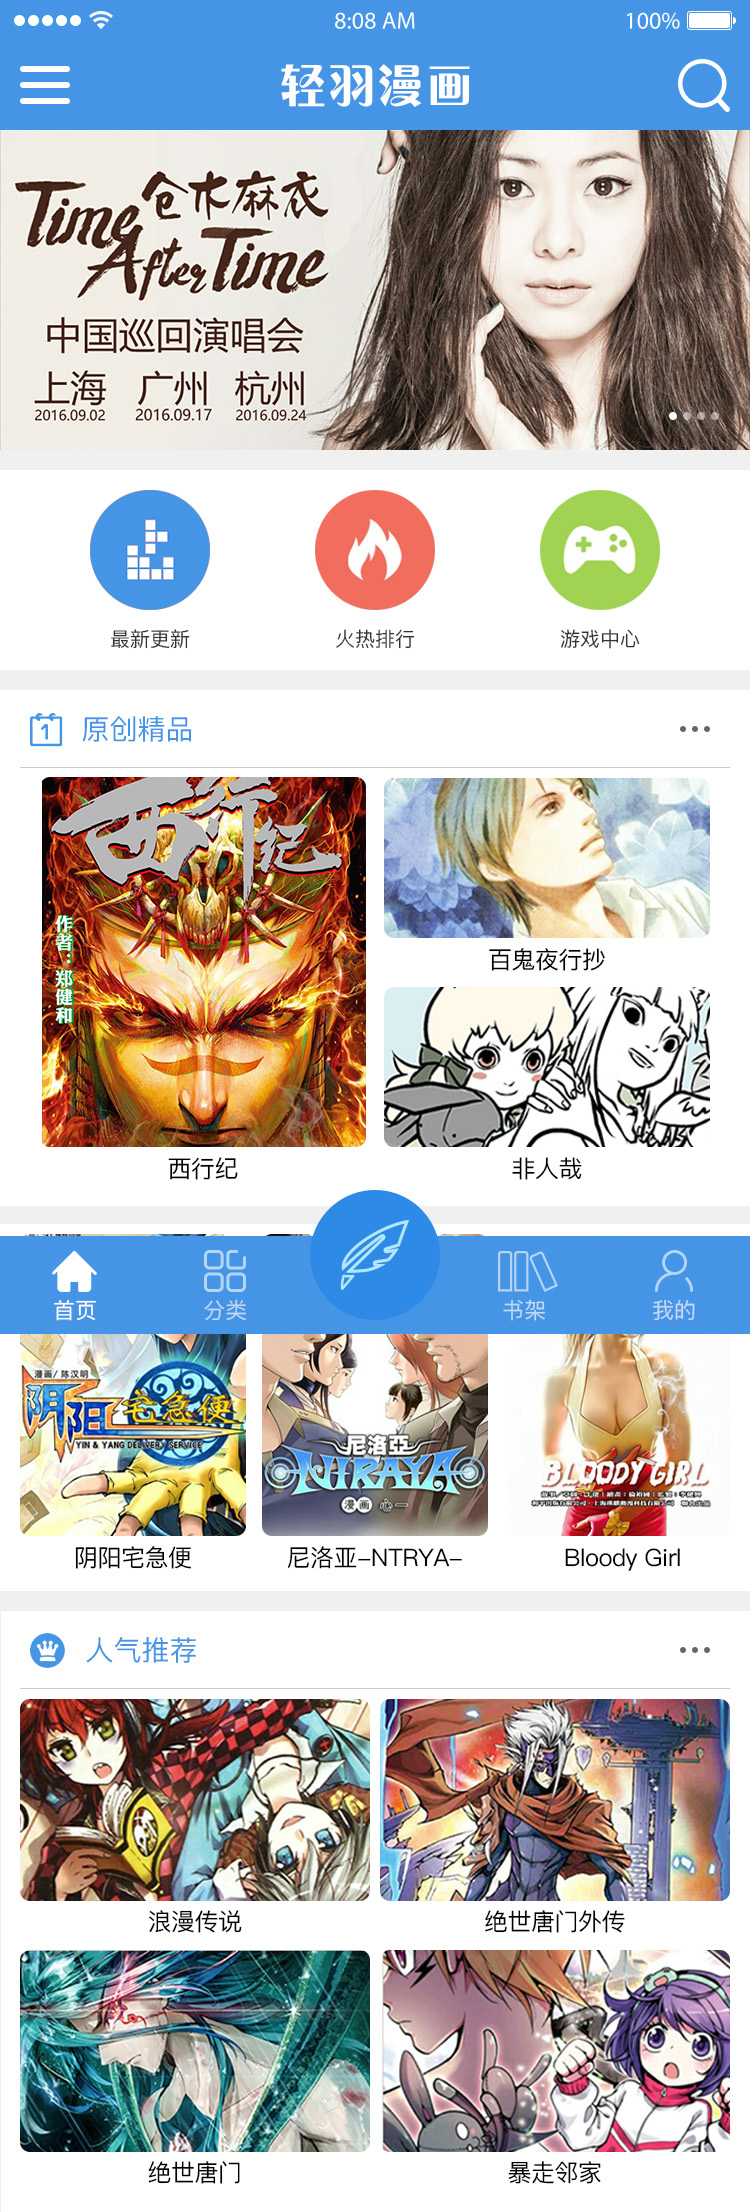 8:08 AM
100%
轻羽漫画
仓木麻衣
Time
After Time
中国巡回演唱会
上海 广州 杭州
2016.09.02 2016.09.17 2016.09.24
最新更新 火热排行 游戏中心
1 原创精品
西行纪
作者：郑健和
百鬼夜行抄
西行纪 非人哉
首页 分类 书架 我的
漫画/陈汉明
阴阳宅急便
YIN & YANG DELIVERY SERVICE
尼洛亞
NIRAYA
漫画 心一
BLOODY GIRL
阴阳宅急便 尼洛亚-NTRYA- Bloody Girl
人气推荐
浪漫传说 绝世唐门外传
绝世唐门 暴走邻家